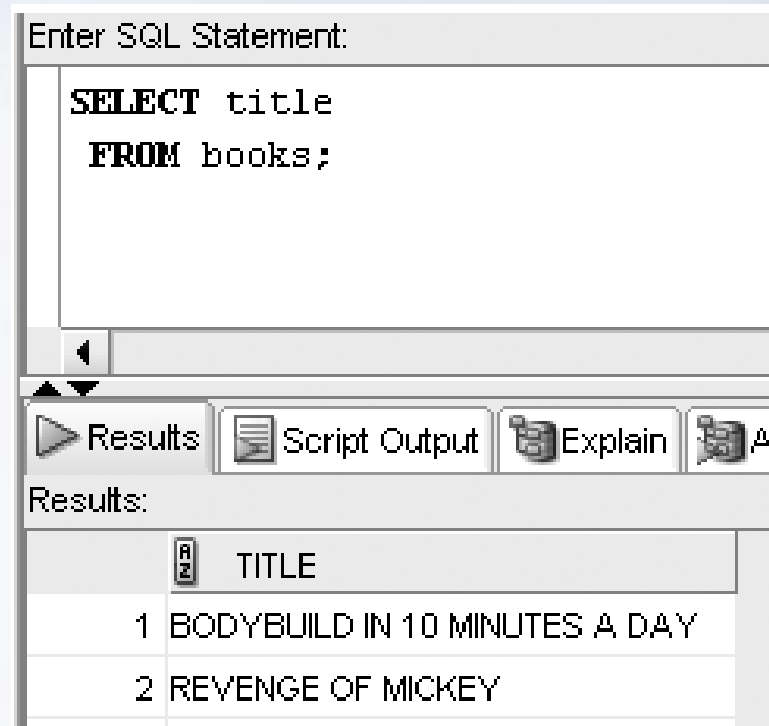 Enter SQL Statement:
SELECT title
FROM books;
Results Script Output Explain A
Results:
TITLE
1 BODYBUILD IN 10 MINUTES A DAY
2 REVENGE OF MICKEY